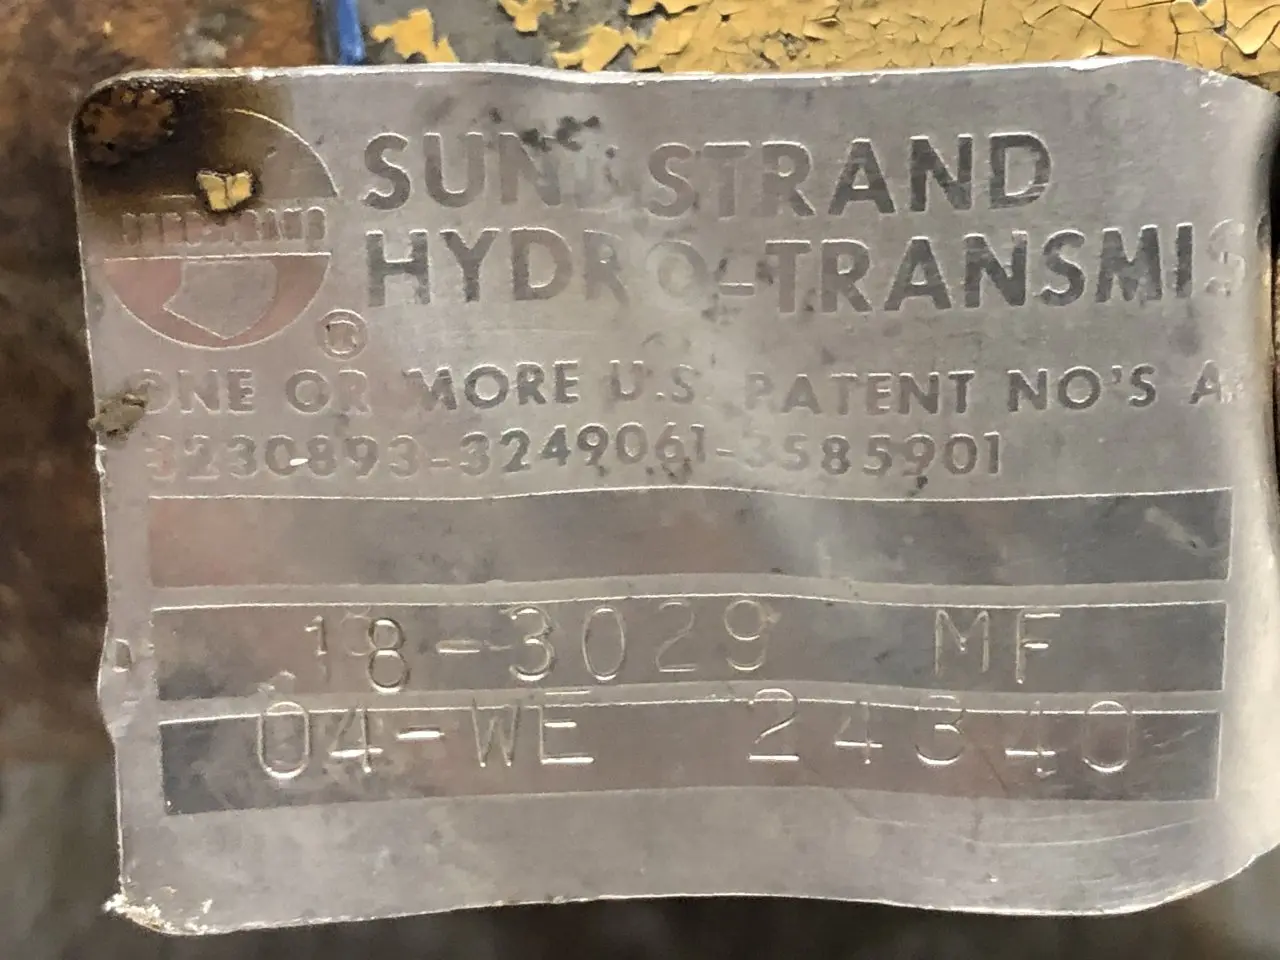 SUNDSTRAND
HYDRO-TRANSMIS
®
ONE OR MORE U.S. PATENT NO'S A
3230893-3249061-3585901
18-3029 MF
04-WE 24340